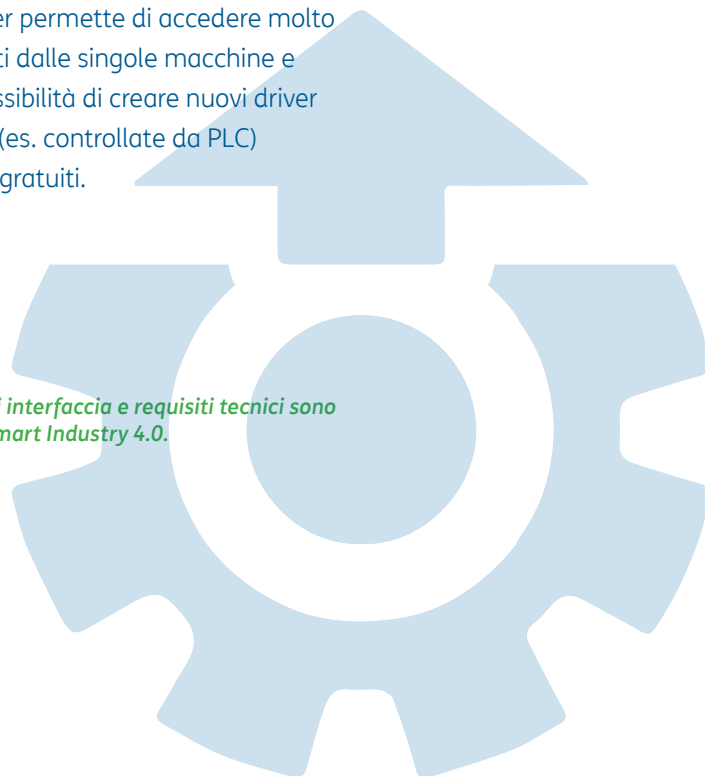 er permette di accedere molto
ti dalle singole macchine e
ssibilità di creare nuovi driver
(es. controllate da PLC)
gratuiti.
i interfaccia e requisiti tecnici sono
mart Industry 4.0.